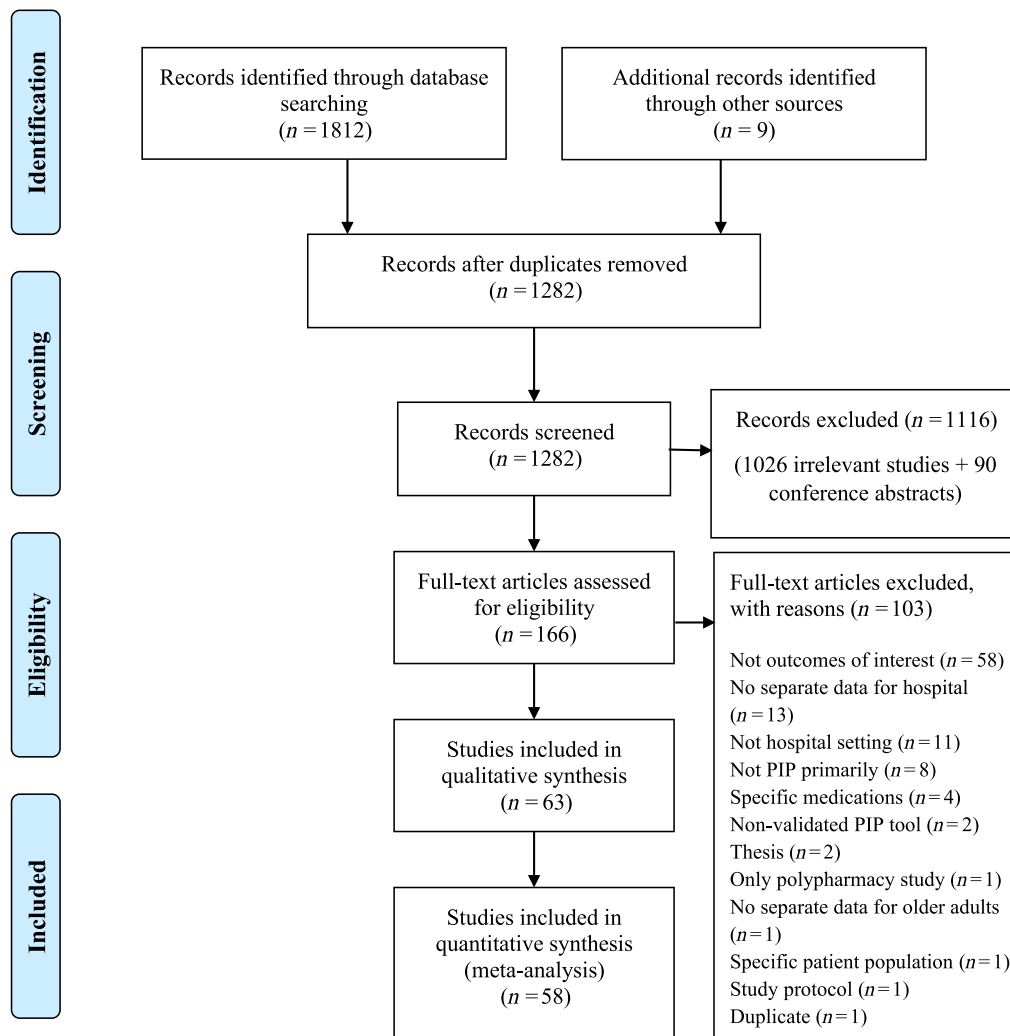 Identification
Records identified through database
searching
(n = 1812)
Additional records identified
through other sources
(n = 9)
Records after duplicates removed
(n = 1282)
Screening
Records screened
(n = 1282)
Records excluded (n = 1116)
(1026 irrelevant studies + 90
conference abstracts)
Eligibility
Full-text articles assessed
for eligibility
(n = 166)
Full-text articles excluded,
with reasons (n = 103)
Not outcomes of interest (n = 58)
No separate data for hospital
(n = 13)
Not hospital setting (n = 11)
Not PIP primarily (n = 8)
Specific medications (n = 4)
Non-validated PIP tool (n = 2)
Thesis (n = 2)
Only polypharmacy study (n = 1)
No separate data for older adults
(n = 1)
Specific patient population (n = 1)
Study protocol (n = 1)
Duplicate (n = 1)
Studies included in
qualitative synthesis
(n = 63)
Included
Studies included in
quantitative synthesis
(meta-analysis)
(n = 58)